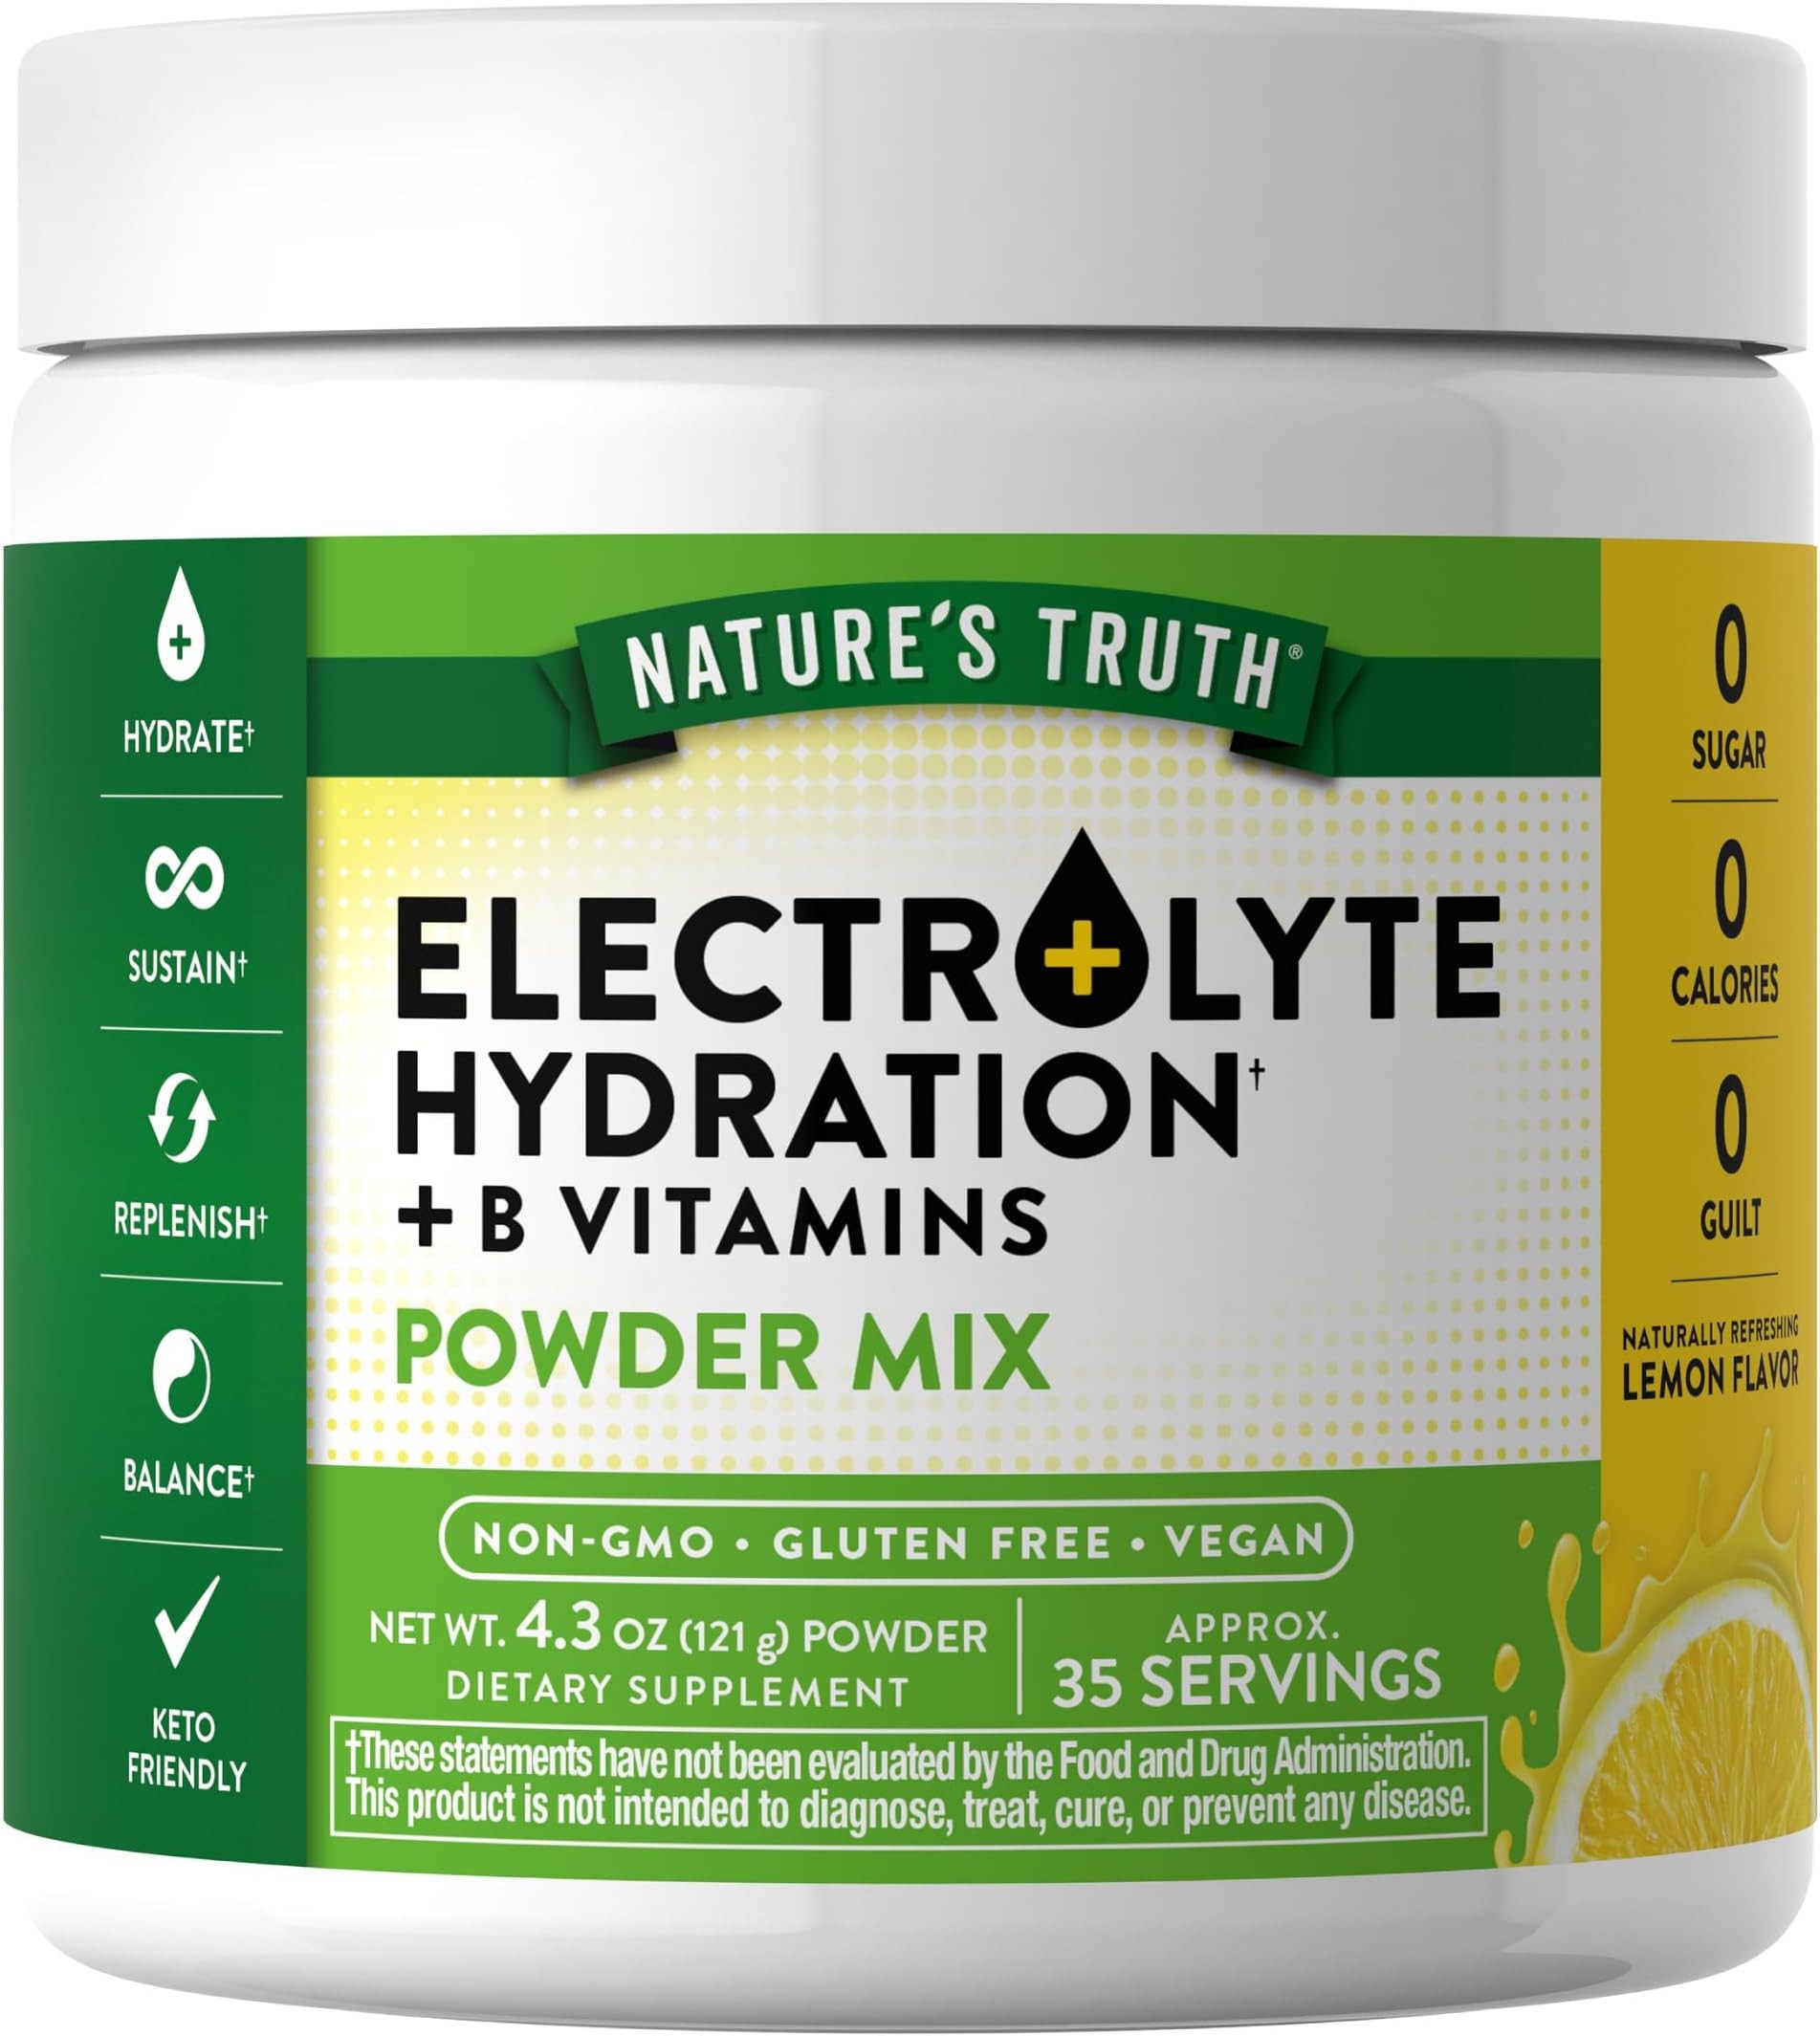 NATURE'S TRUTH®
HYDRATE†
SUSTAIN†
REPLENISH†
BALANCE†
KETO
FRIENDLY
ELECTROLYTE
HYDRATION†
+ B VITAMINS
POWDER MIX
NON-GMO • GLUTEN FREE • VEGAN
NET WT. 4.3 OZ (121 g) POWDER
DIETARY SUPPLEMENT
APPROX.
35 SERVINGS
†These statements have not been evaluated by the Food and Drug Administration.
This product is not intended to diagnose, treat, cure, or prevent any disease.
0
SUGAR
0
CALORIES
0
GUILT
NATURALLY REFRESHING
LEMON FLAVOR